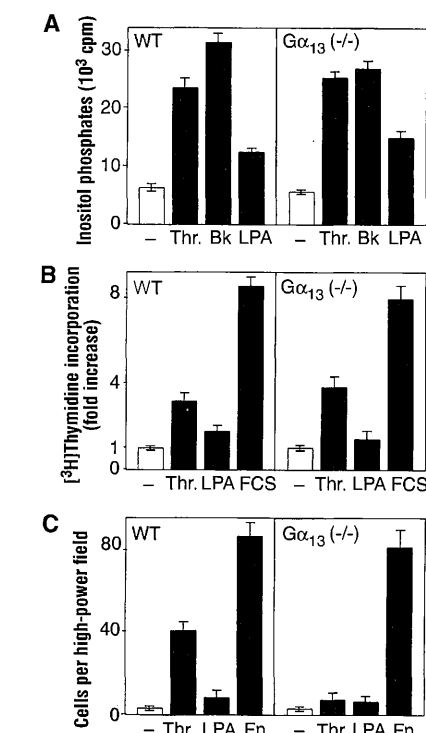 A
WT
Gα13 (-/-)
Inositol phosphates (10³ cpm)
30
20
10
0
– Thr. Bk LPA – Thr. Bk LPA
B
WT
Gα13 (-/-)
[³H]Thymidine incorporation
(fold increase)
8
4
1
0
– Thr. LPA FCS – Thr. LPA FCS
C
WT
Gα13 (-/-)
Cells per high-power field
80
40
0
– Thr. LPA Fn – Thr. LPA Fn